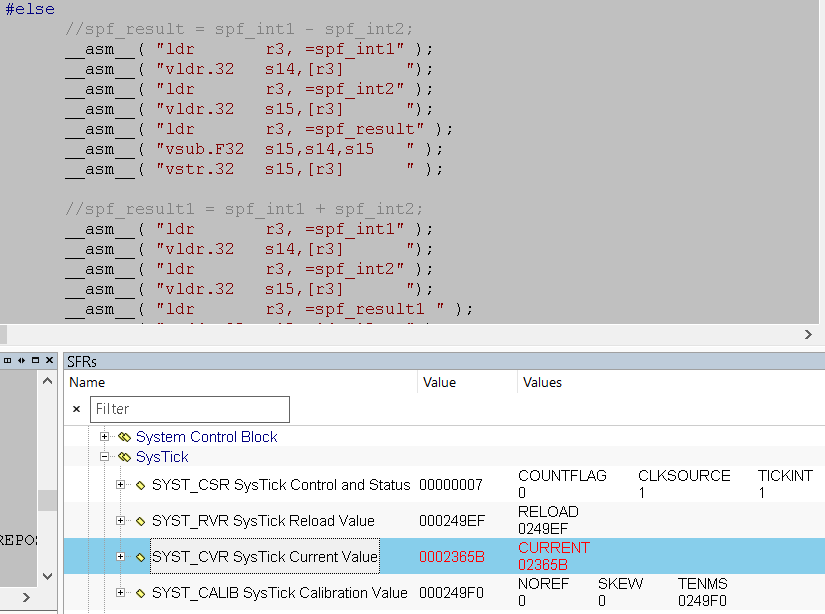 #else
//spf_result = spf_int1 - spf_int2;
__asm__( "ldr r3, =spf_int1" );
__asm__( "vldr.32 s14,[r3] ");
__asm__( "ldr r3, =spf_int2" );
__asm__( "vldr.32 s15,[r3] ");
__asm__( "ldr r3, =spf_result" );
__asm__( "vsub.F32 s15,s14,s15 " );
__asm__( "vstr.32 s15,[r3] " );
//spf_result1 = spf_int1 + spf_int2;
__asm__( "ldr r3, =spf_int1" );
__asm__( "vldr.32 s14,[r3] ");
__asm__( "ldr r3, =spf_int2" );
__asm__( "vldr.32 s15,[r3] ");
__asm__( "ldr r3, =spf_result1 " );
SFRs
Name Value Values
Filter
System Control Block
SysTick
SYST_CSR SysTick Control and Status 00000007 COUNTFLAG CLKSOURCE TICKINT
0 1 1
SYST_RVR SysTick Reload Value 000249EF RELOAD
0249EF
SYST_CVR SysTick Current Value 0002365B CURRENT
02365B
SYST_CALIB SysTick Calibration Value 000249F0 NOREF SKEW TENMS
0 0 0249F0